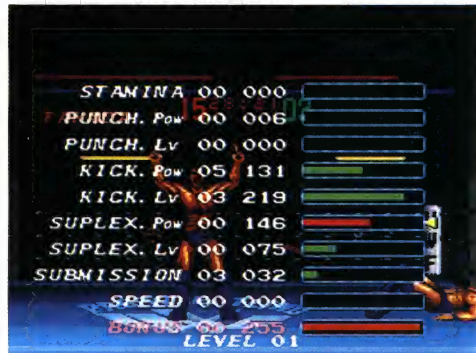 STAMINA 00 000
PUNCH. Pow 00 006
PUNCH. Lv 00 000
KICK. Pow 05 131
KICK. Lv 03 219
SUPLEX. Pow 00 146
SUPLEX. Lv 00 075
SUBMISSION 03 032
SPEED 00 000
BONUS 255
LEVEL 01